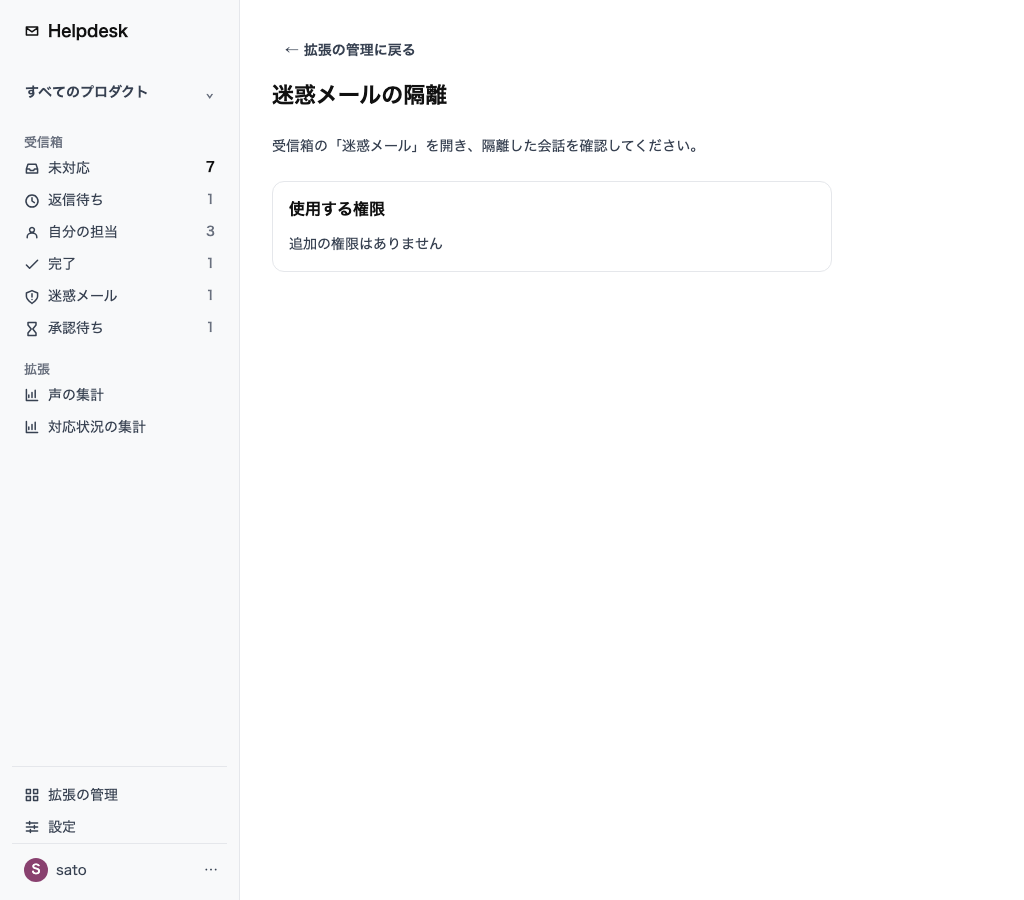 Helpdesk
すべてのプロダクト
受信箱
未対応 7
返信待ち 1
自分の担当 3
完了 1
迷惑メール 1
承認待ち 1
拡張
声の集計
対応状況の集計
拡張の管理
設定
S sato ...
← 拡張の管理に戻る
迷惑メールの隔離
受信箱の「迷惑メール」を開き、隔離した会話を確認してください。
使用する権限
追加の権限はありません